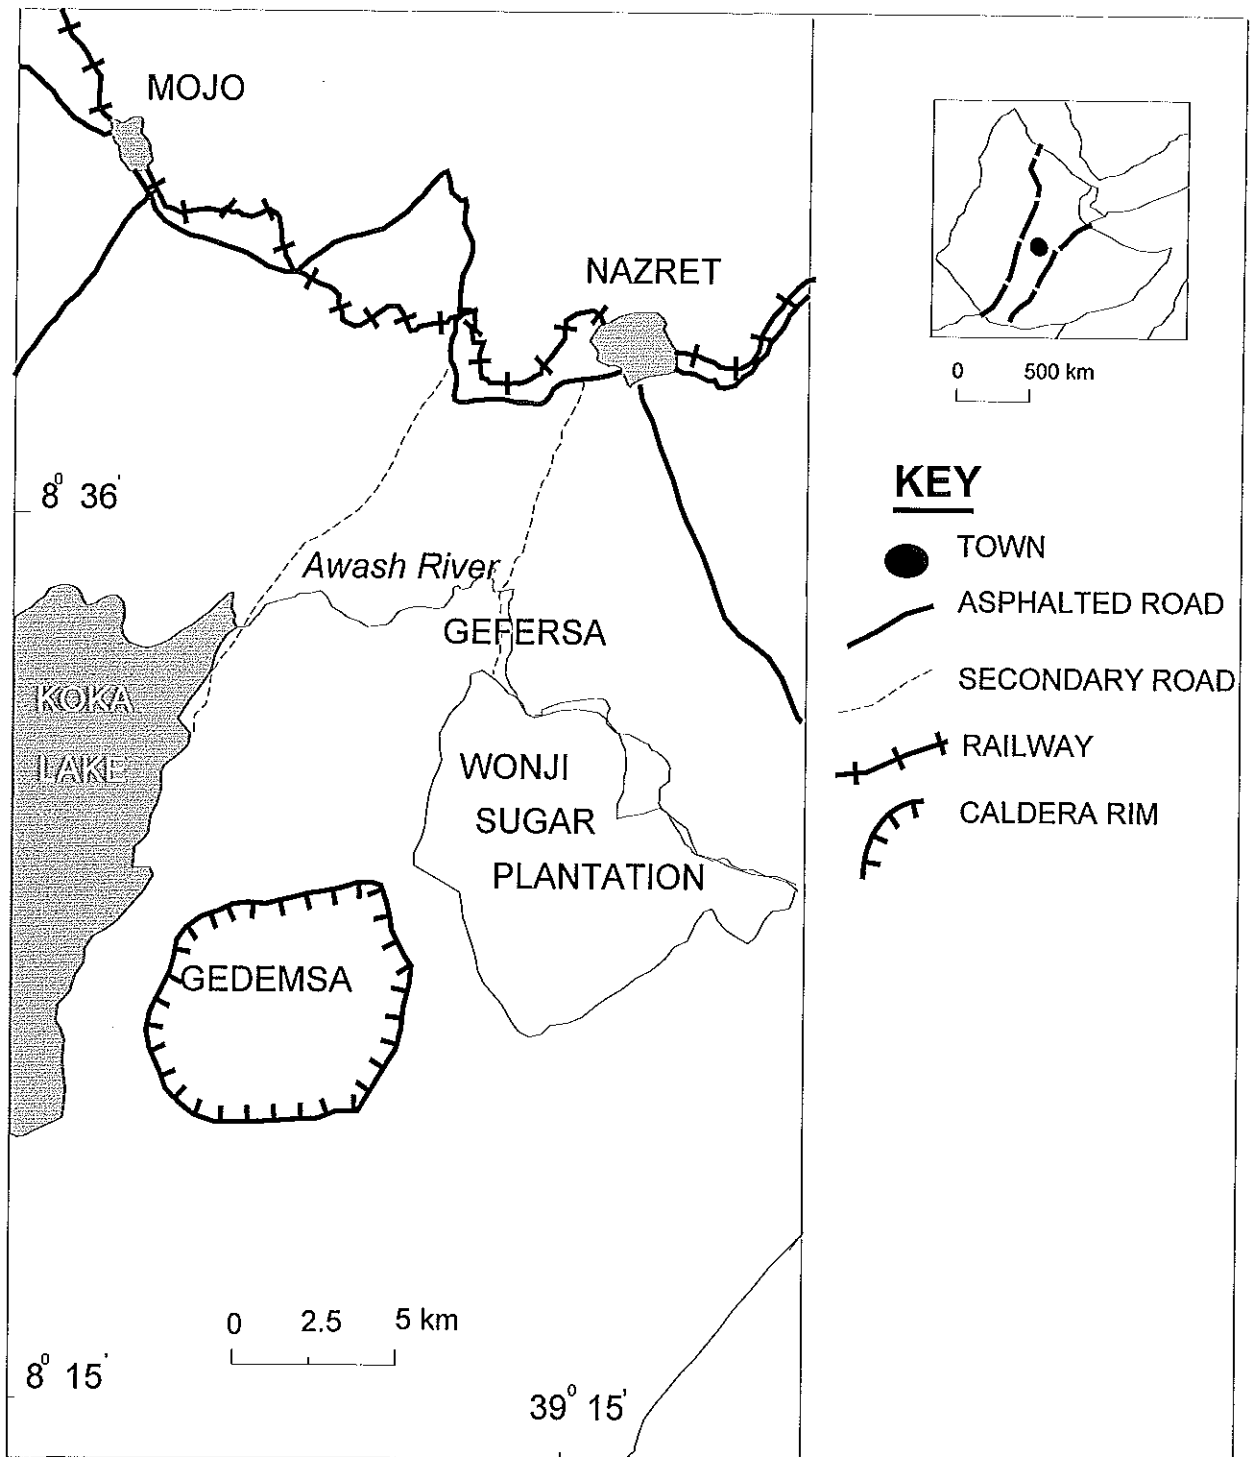 MOJO
NAZRET
0 500 km
8° 36'
KEY
TOWN
Awash River
ASPHALTED ROAD
GEFERSA
SECONDARY ROAD
KOKA
LAKE
RAILWAY
WONJI
SUGAR
PLANTATION
CALDERA RIM
GEDEMSA
0 2.5 5 km
8° 15'
39° 15'